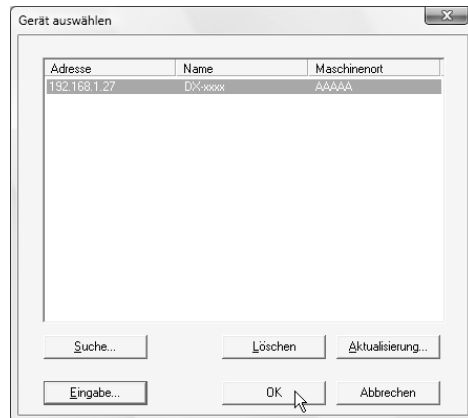 Gerät auswählen
Adresse Name Maschinenort
192.168.1.27 DX-xxxx AAAAA
Suche... Löschen Aktualisierung...
Eingabe... OK Abbrechen